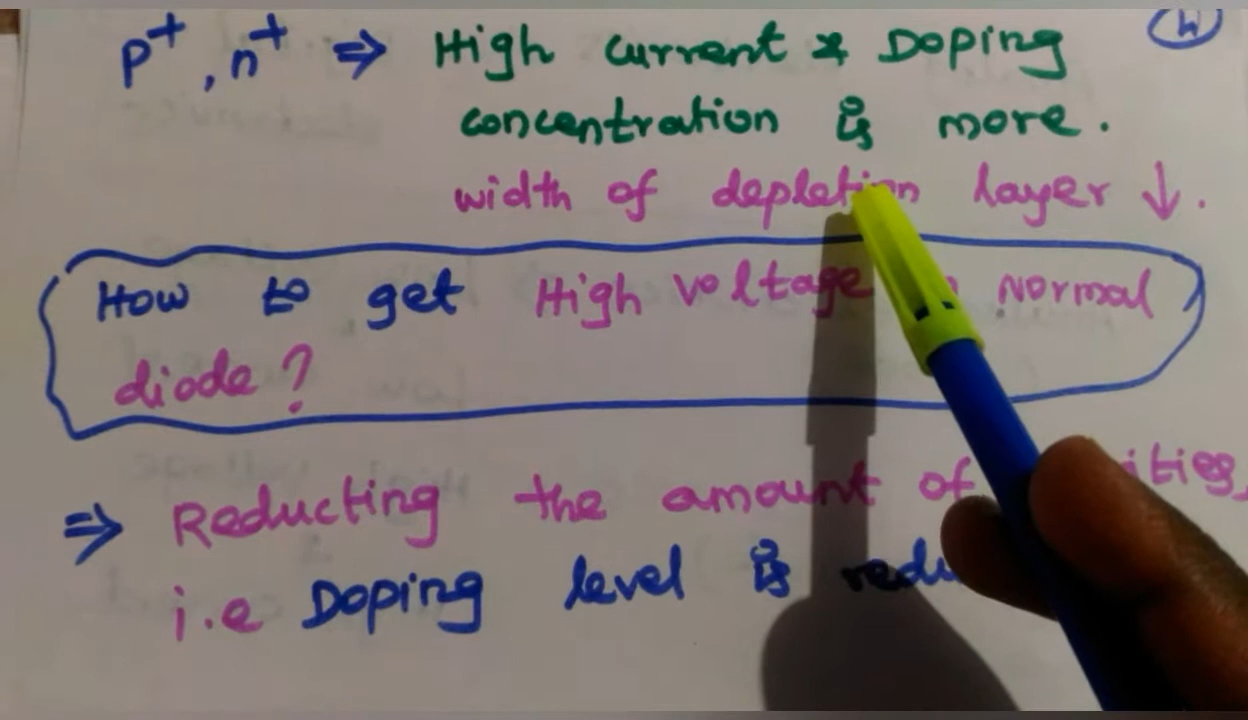 p⁺, n⁺ ⇒ High current & Doping
concentration is more.
width of depletion layer ↓.
How to get High voltage Normal
diode?
⇒ Reducting the amount of
i.e Doping level is